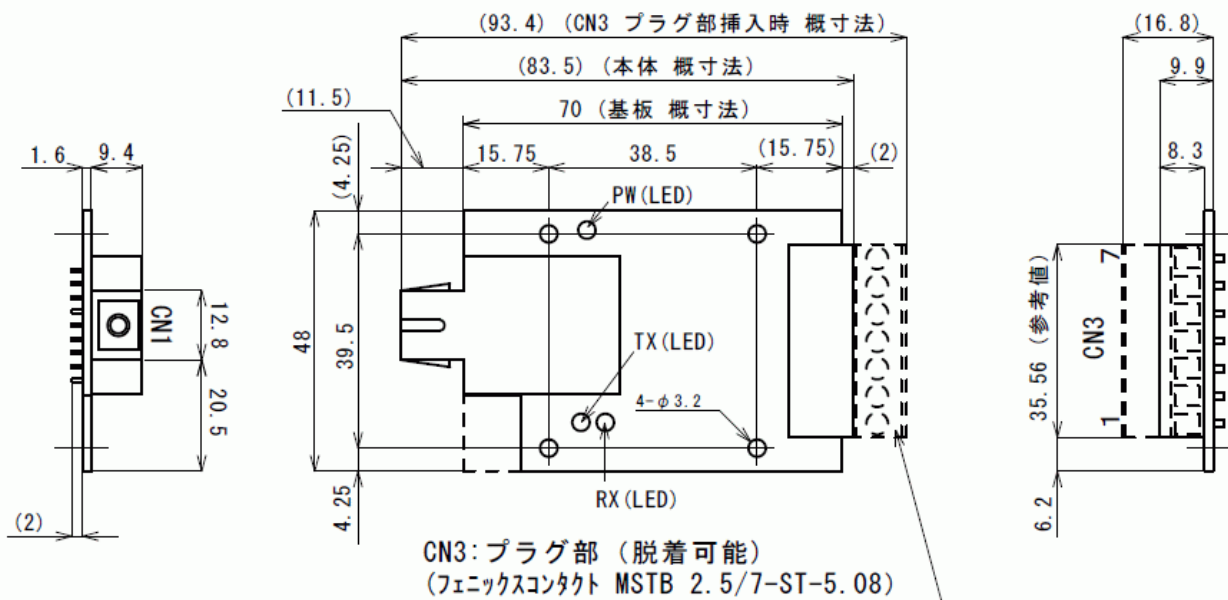 (93.4) (CN3 プラグ部挿入時 概寸法)
(16.8)
(83.5) (本体 概寸法)
9.9
(11.5)
70 (基板 概寸法)
1.6
9.4
(4.25)
15.75
38.5
(15.75)
(2)
8.3
PW(LED)
CN1
12.8
20.5
48
39.5
TX(LED)
4-φ3.2
7
CN3
1
35.56 (参考値)
RX(LED)
4.25
6.2
(2)
CN3:プラグ部 (脱着可能)
(フェニックスコンタクト MSTB 2.5/7-ST-5.08)